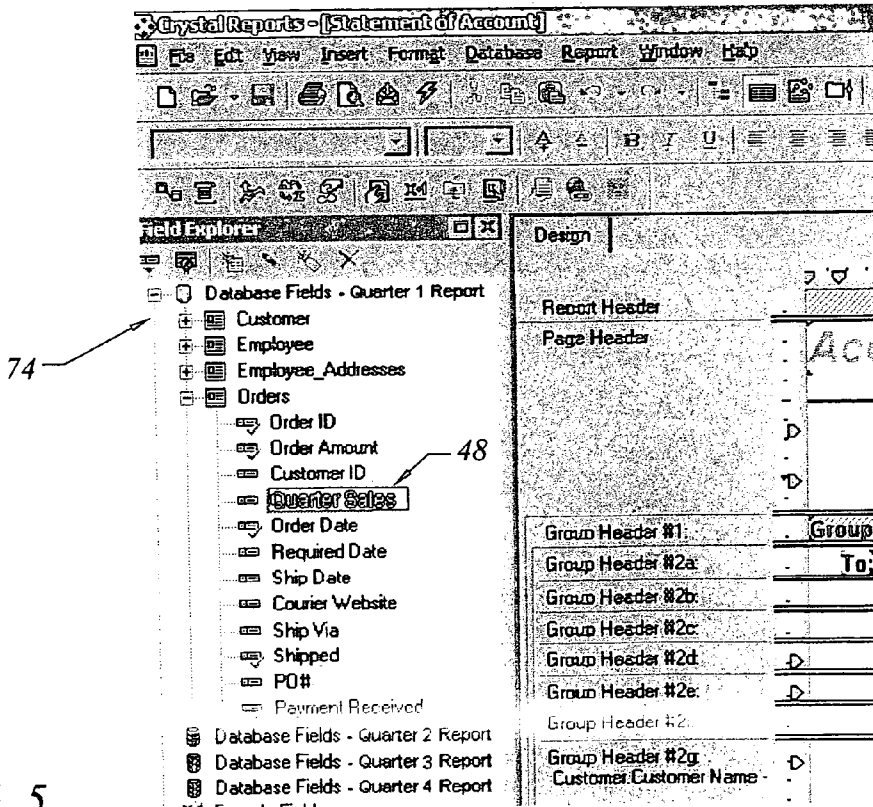 Crystal Reports - [Statement of Account]
File Edit View Insert Format Database Report Window Help
B I U
Field Explorer
Design
Database Fields - Quarter 1 Report
Customer
Employee
Employee_Addresses
Orders
Order ID
Order Amount
Customer ID
Quarter Sales
Order Date
Required Date
Ship Date
Courier Website
Ship Via
Shipped
PO#
Payment Received
Database Fields - Quarter 2 Report
Database Fields - Quarter 3 Report
Database Fields - Quarter 4 Report
74
48
5
Report Header
Page Header
Acc
Group Header #1:
Group
Group Header #2a:
To:
Group Header #2b:
Group Header #2c:
Group Header #2d:
Group Header #2e:
Group Header #2
Group Header #2g:
Customer.Customer Name -